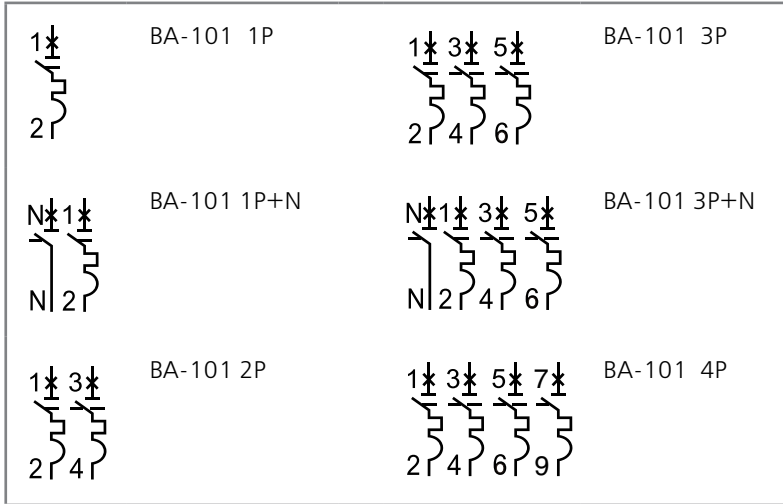 1 BA-101 1P
2
1 3 5 BA-101 3P
2 4 6
N 1 BA-101 1P+N
N 2
N 1 3 5 BA-101 3P+N
N 2 4 6
1 3 BA-101 2P
2 4
1 3 5 7 BA-101 4P
2 4 6 9